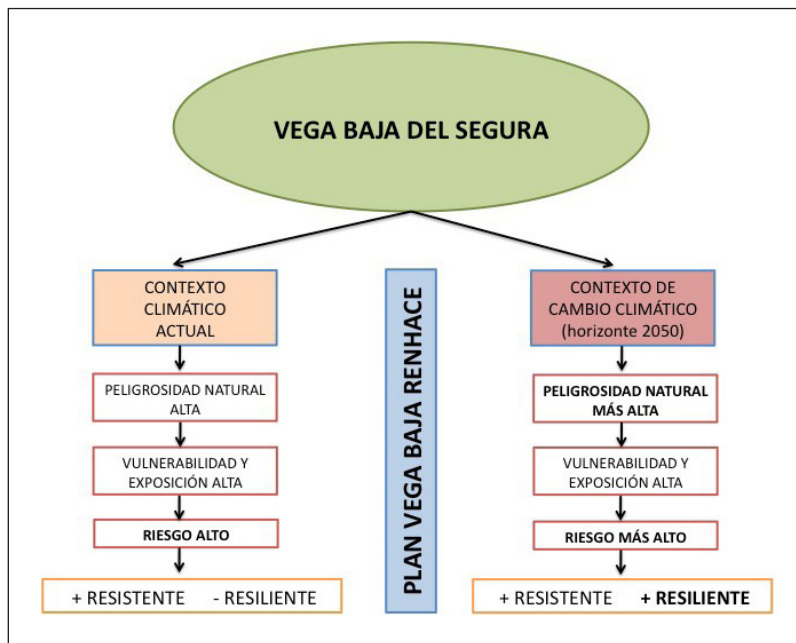 VEGA BAJA DEL SEGURA
CONTEXTO
CLIMÁTICO
ACTUAL
PELIGROSIDAD NATURAL
ALTA
VULNERABILIDAD Y
EXPOSICIÓN ALTA
RIESGO ALTO
+ RESISTENTE - RESILIENTE
PLAN VEGA BAJA RENHACE
CONTEXTO DE
CAMBIO CLIMÁTICO
(horizonte 2050)
PELIGROSIDAD NATURAL
MÁS ALTA
VULNERABILIDAD Y
EXPOSICIÓN ALTA
RIESGO MÁS ALTO
+ RESISTENTE + RESILIENTE